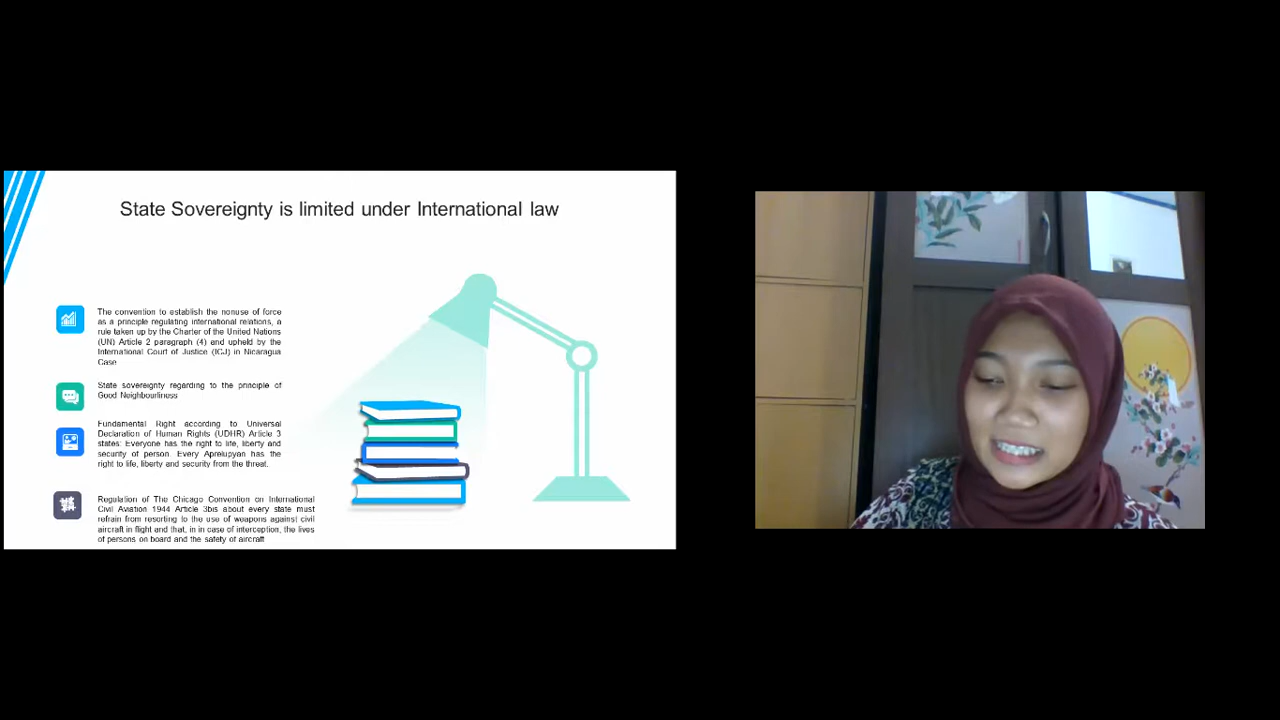 State Sovereignty is limited under International law
The convention to establish the nonuse of force
as a principle regulating international relations, a
rule taken up by the Charter of the United Nations
(UN) Article 2 paragraph (4) and upheld by the
International Court of Justice (ICJ) in Nicaragua
Case
State sovereignty regarding to the principle of
Good Neighbourliness
Fundamental Right according to Universal
Declaration of Human Rights (UDHR) Article 3
states: Everyone has the right to life, liberty and
security of person. Every Aprelupyan has the
right to life, liberty and security from the threat.
Regulation of The Chicago Convention on International
Civil Aviation 1944 Article 3bis about every state must
refrain from resorting to the use of weapons against civil
aircraft in flight and that, in in case of interception, the lives
of persons on board and the safety of aircraft